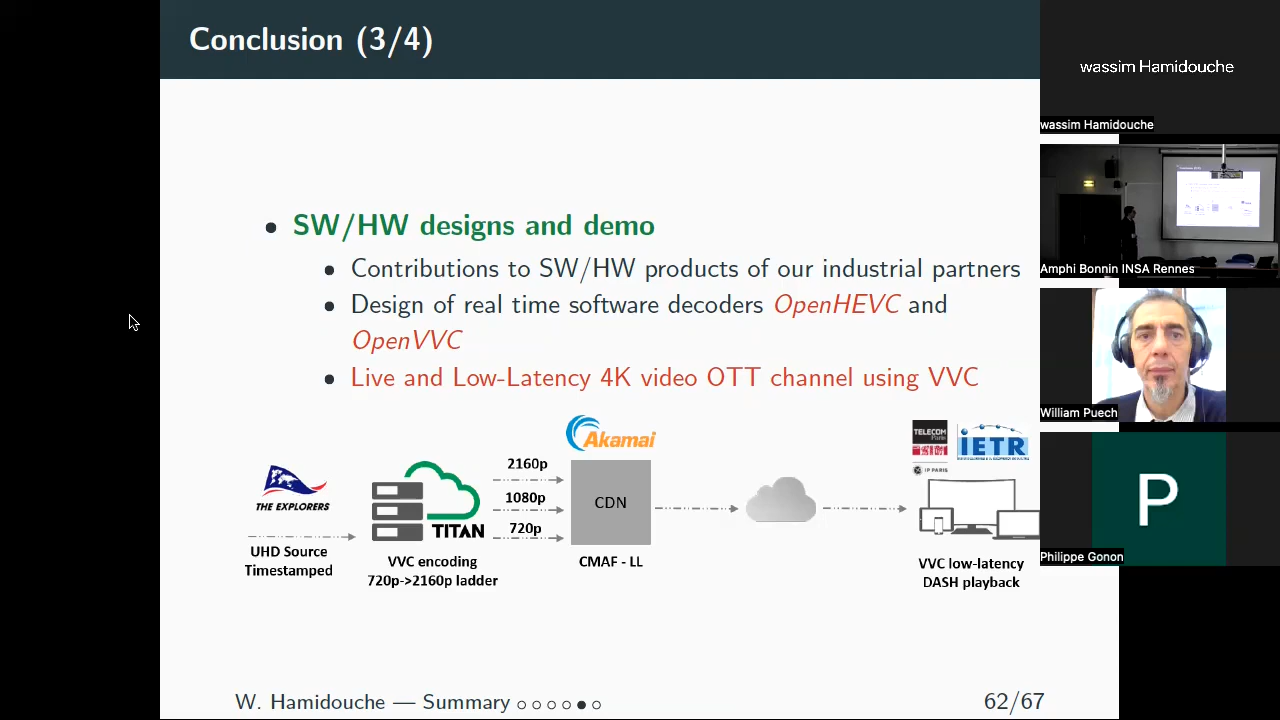 Conclusion (3/4)
SW/HW designs and demo
Contributions to SW/HW products of our industrial partners
Design of real time software decoders OpenHEVC and
OpenVVC
Live and Low-Latency 4K video OTT channel using VVC
THE EXPLORERS
UHD Source
Timestamped
TITAN
VVC encoding
720p->2160p ladder
2160p
1080p
720p
Akamai
CDN
CMAF - LL
TELECOM
Paris
IP PARIS
IETR
VVC low-latency
DASH playback
W. Hamidouche — Summary
62/67
wassim Hamidouche
wassim Hamidouche
Amphi Bonnin INSA Rennes
William Puech
P
Philippe Gonon